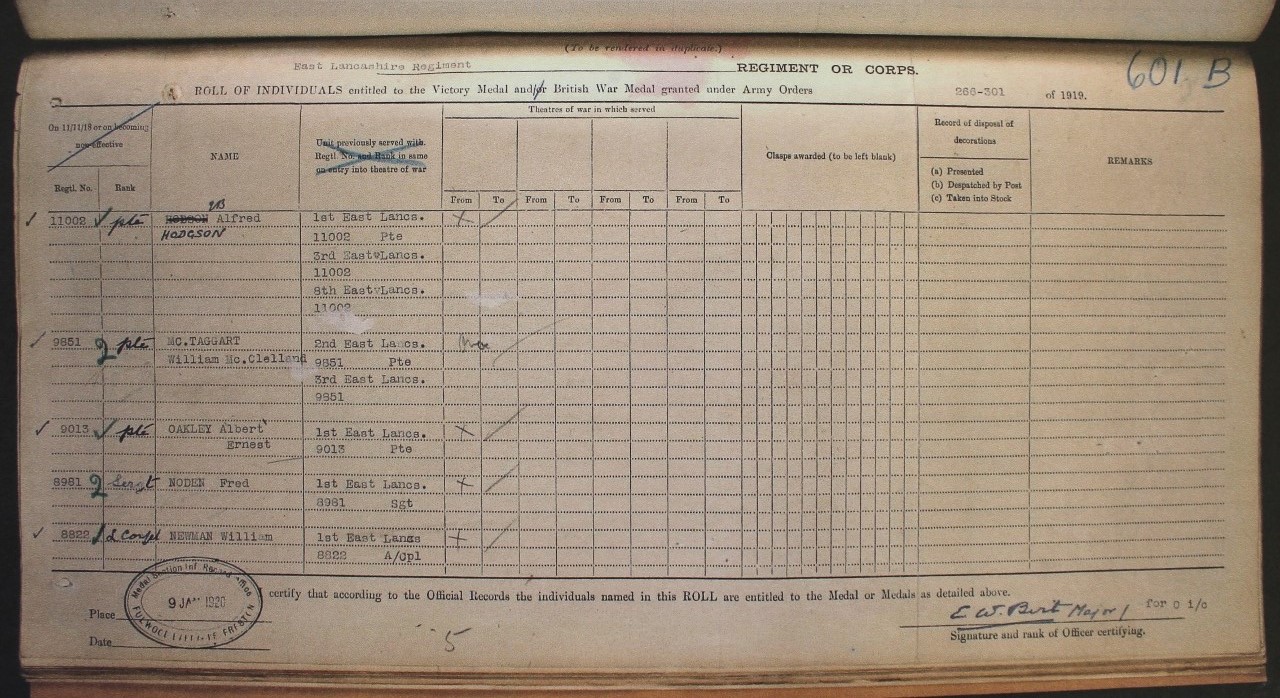 (To be rendered in duplicate.)
East Lancashire Regiment REGIMENT OR CORPS.
601 B
ROLL OF INDIVIDUALS entitled to the Victory Medal and/or British War Medal granted under Army Orders 266-301 of 1919.
On 11/11/18 or on becoming non-effective
Regtl. No. Rank
NAME
Unit previously served with.
Regtl. No. and Rank in same
on entry into theatre of war
Theatres of war in which served
From To From To From To From To
Clasps awarded (to be left blank)
Record of disposal of
decorations
(a) Presented
(b) Despatched by Post
(c) Taken into Stock
REMARKS
11002 pte HOBSON Alfred 1st East Lancs.
HODGSON 11002 Pte
3rd East Lancs.
11002
8th East Lancs.
11002
9851 2 pte MC.TAGGART 2nd East Lancs.
William Mc.Clelland 9851 Pte
3rd East Lancs.
9851
9013 pte OAKLEY Albert 1st East Lancs.
Ernest 9013 Pte
8981 2 Sergt NODEN Fred 1st East Lancs.
8981 Sgt
8822 L Corpl NEWMAN William 1st East Lancs
8822 A/Cpl
certify that according to the Official Records the individuals named in this ROLL are entitled to the Medal or Medals as detailed above.
Medal Section Inf. Record Office
9 JAN 1920
Place
Date
5
E. W. Birt Major / for O i/c
Signature and rank of Officer certifying.